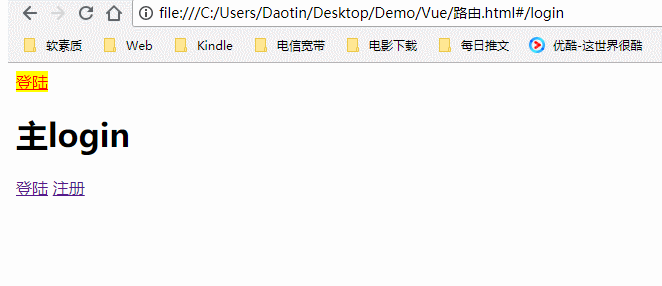 file:///C:/Users/Daotin/Desktop/Demo/Vue/路由.html#/login
软素质 Web Kindle 电信宽带 电影下载 每日推文 优酷-这世界很酷
登陆
主login
登陆 注册